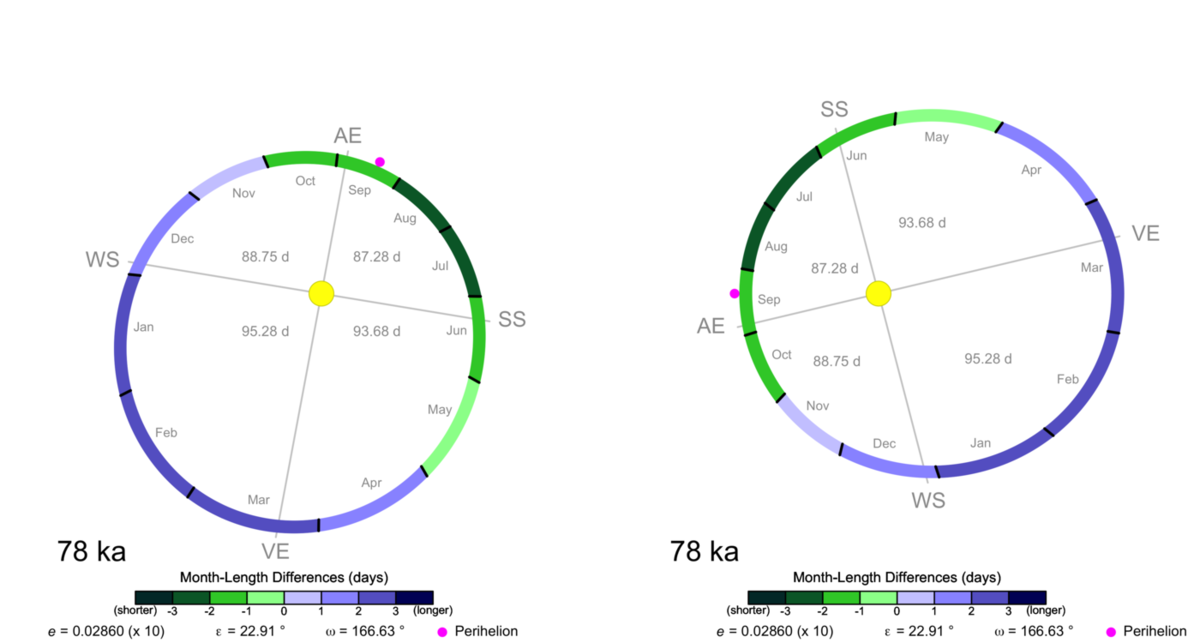 AE
Oct
Sep
Nov
Aug
Dec
88.75 d
87.28 d
WS
Jul
SS
Jan
95.28 d
93.68 d
Jun
May
Feb
Apr
Mar
VE
78 ka
Month-Length Differences (days)
(shorter) -3 -2 -1 0 1 2 3 (longer)
e = 0.02860 (x 10) ε = 22.91 ° ω = 166.63 ° Perihelion
SS
May
Jun
Apr
Jul
93.68 d
VE
Aug
87.28 d
Mar
Sep
AE
Oct
88.75 d
95.28 d
Feb
Nov
Dec
Jan
WS
78 ka
Month-Length Differences (days)
(shorter) -3 -2 -1 0 1 2 3 (longer)
e = 0.02860 (x 10) ε = 22.91 ° ω = 166.63 ° Perihelion